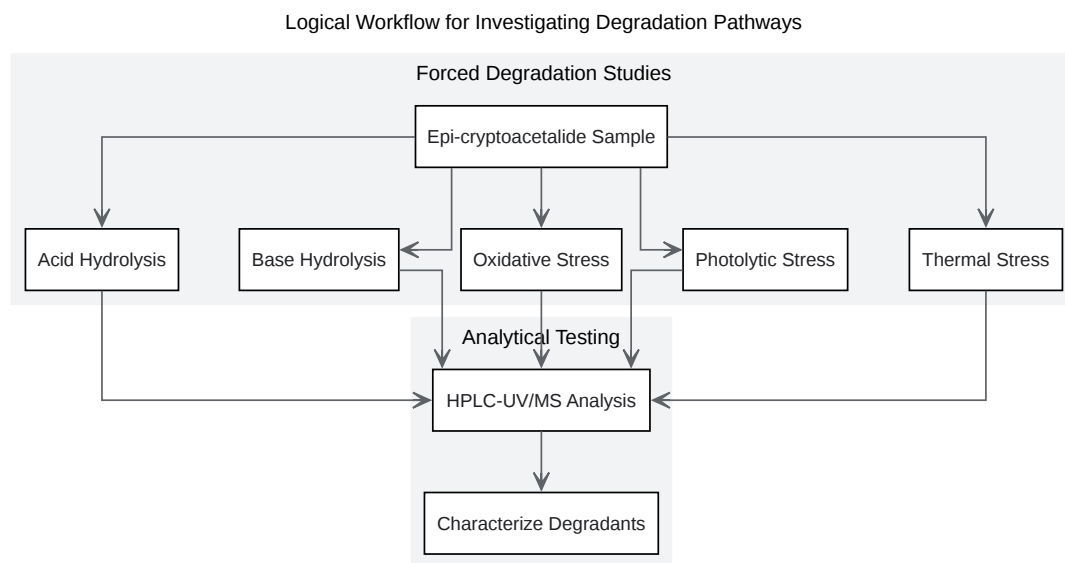 Logical Workflow for Investigating Degradation Pathways
Forced Degradation Studies
Epi-cryptoacetalide Sample
Acid Hydrolysis
Base Hydrolysis
Oxidative Stress
Photolytic Stress
Thermal Stress
Analytical Testing
HPLC-UV/MS Analysis
Characterize Degradants